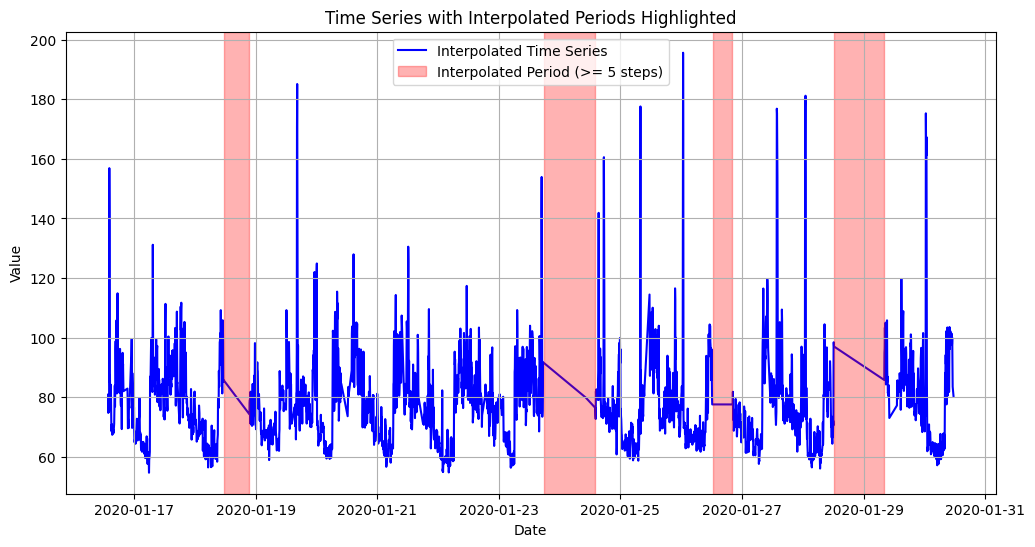 Time Series with Interpolated Periods Highlighted
Interpolated Time Series
Interpolated Period (>= 5 steps)
Value
200
180
160
140
120
100
80
60
2020-01-17 2020-01-19 2020-01-21 2020-01-23 2020-01-25 2020-01-27 2020-01-29 2020-01-31
Date